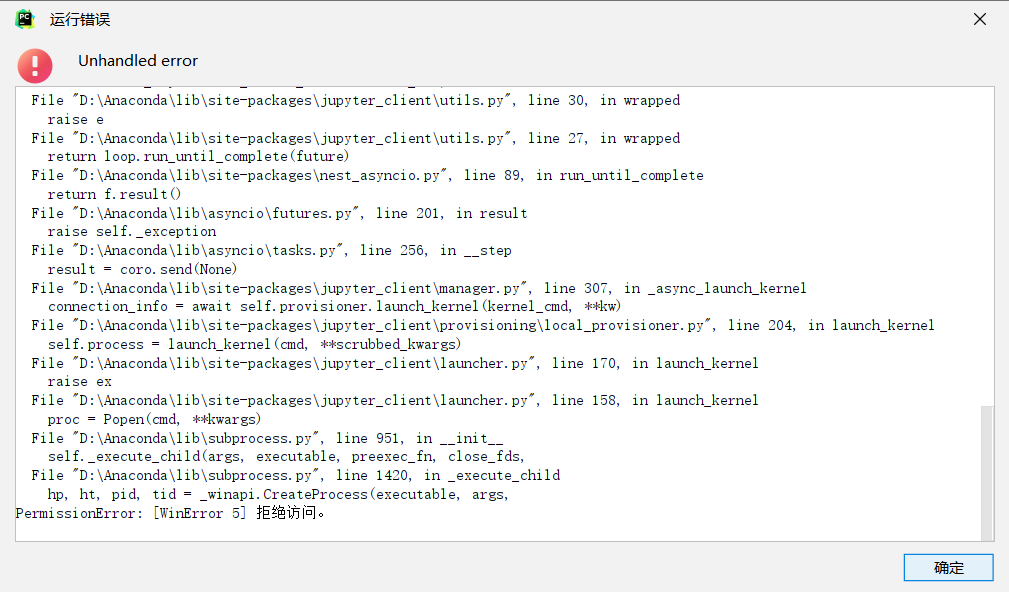 PC
运行错误
Unhandled error
File "D:\Anaconda\lib\site-packages\jupyter_client\utils.py", line 30, in wrapped
raise e
File "D:\Anaconda\lib\site-packages\jupyter_client\utils.py", line 27, in wrapped
return loop.run_until_complete(future)
File "D:\Anaconda\lib\site-packages\nest_asyncio.py", line 89, in run_until_complete
return f.result()
File "D:\Anaconda\lib\asyncio\futures.py", line 201, in result
raise self._exception
File "D:\Anaconda\lib\asyncio\tasks.py", line 256, in __step
result = coro.send(None)
File "D:\Anaconda\lib\site-packages\jupyter_client\manager.py", line 307, in _async_launch_kernel
connection_info = await self.provisioner.launch_kernel(kernel_cmd, **kw)
File "D:\Anaconda\lib\site-packages\jupyter_client\provisioning\local_provisioner.py", line 204, in launch_kernel
self.process = launch_kernel(cmd, **scrubbed_kwargs)
File "D:\Anaconda\lib\site-packages\jupyter_client\launcher.py", line 170, in launch_kernel
raise ex
File "D:\Anaconda\lib\site-packages\jupyter_client\launcher.py", line 158, in launch_kernel
proc = Popen(cmd, **kwargs)
File "D:\Anaconda\lib\subprocess.py", line 951, in __init__
self._execute_child(args, executable, preexec_fn, close_fds,
File "D:\Anaconda\lib\subprocess.py", line 1420, in _execute_child
hp, ht, pid, tid = _winapi.CreateProcess(executable, args,
PermissionError: [WinError 5] 拒绝访问。
确定